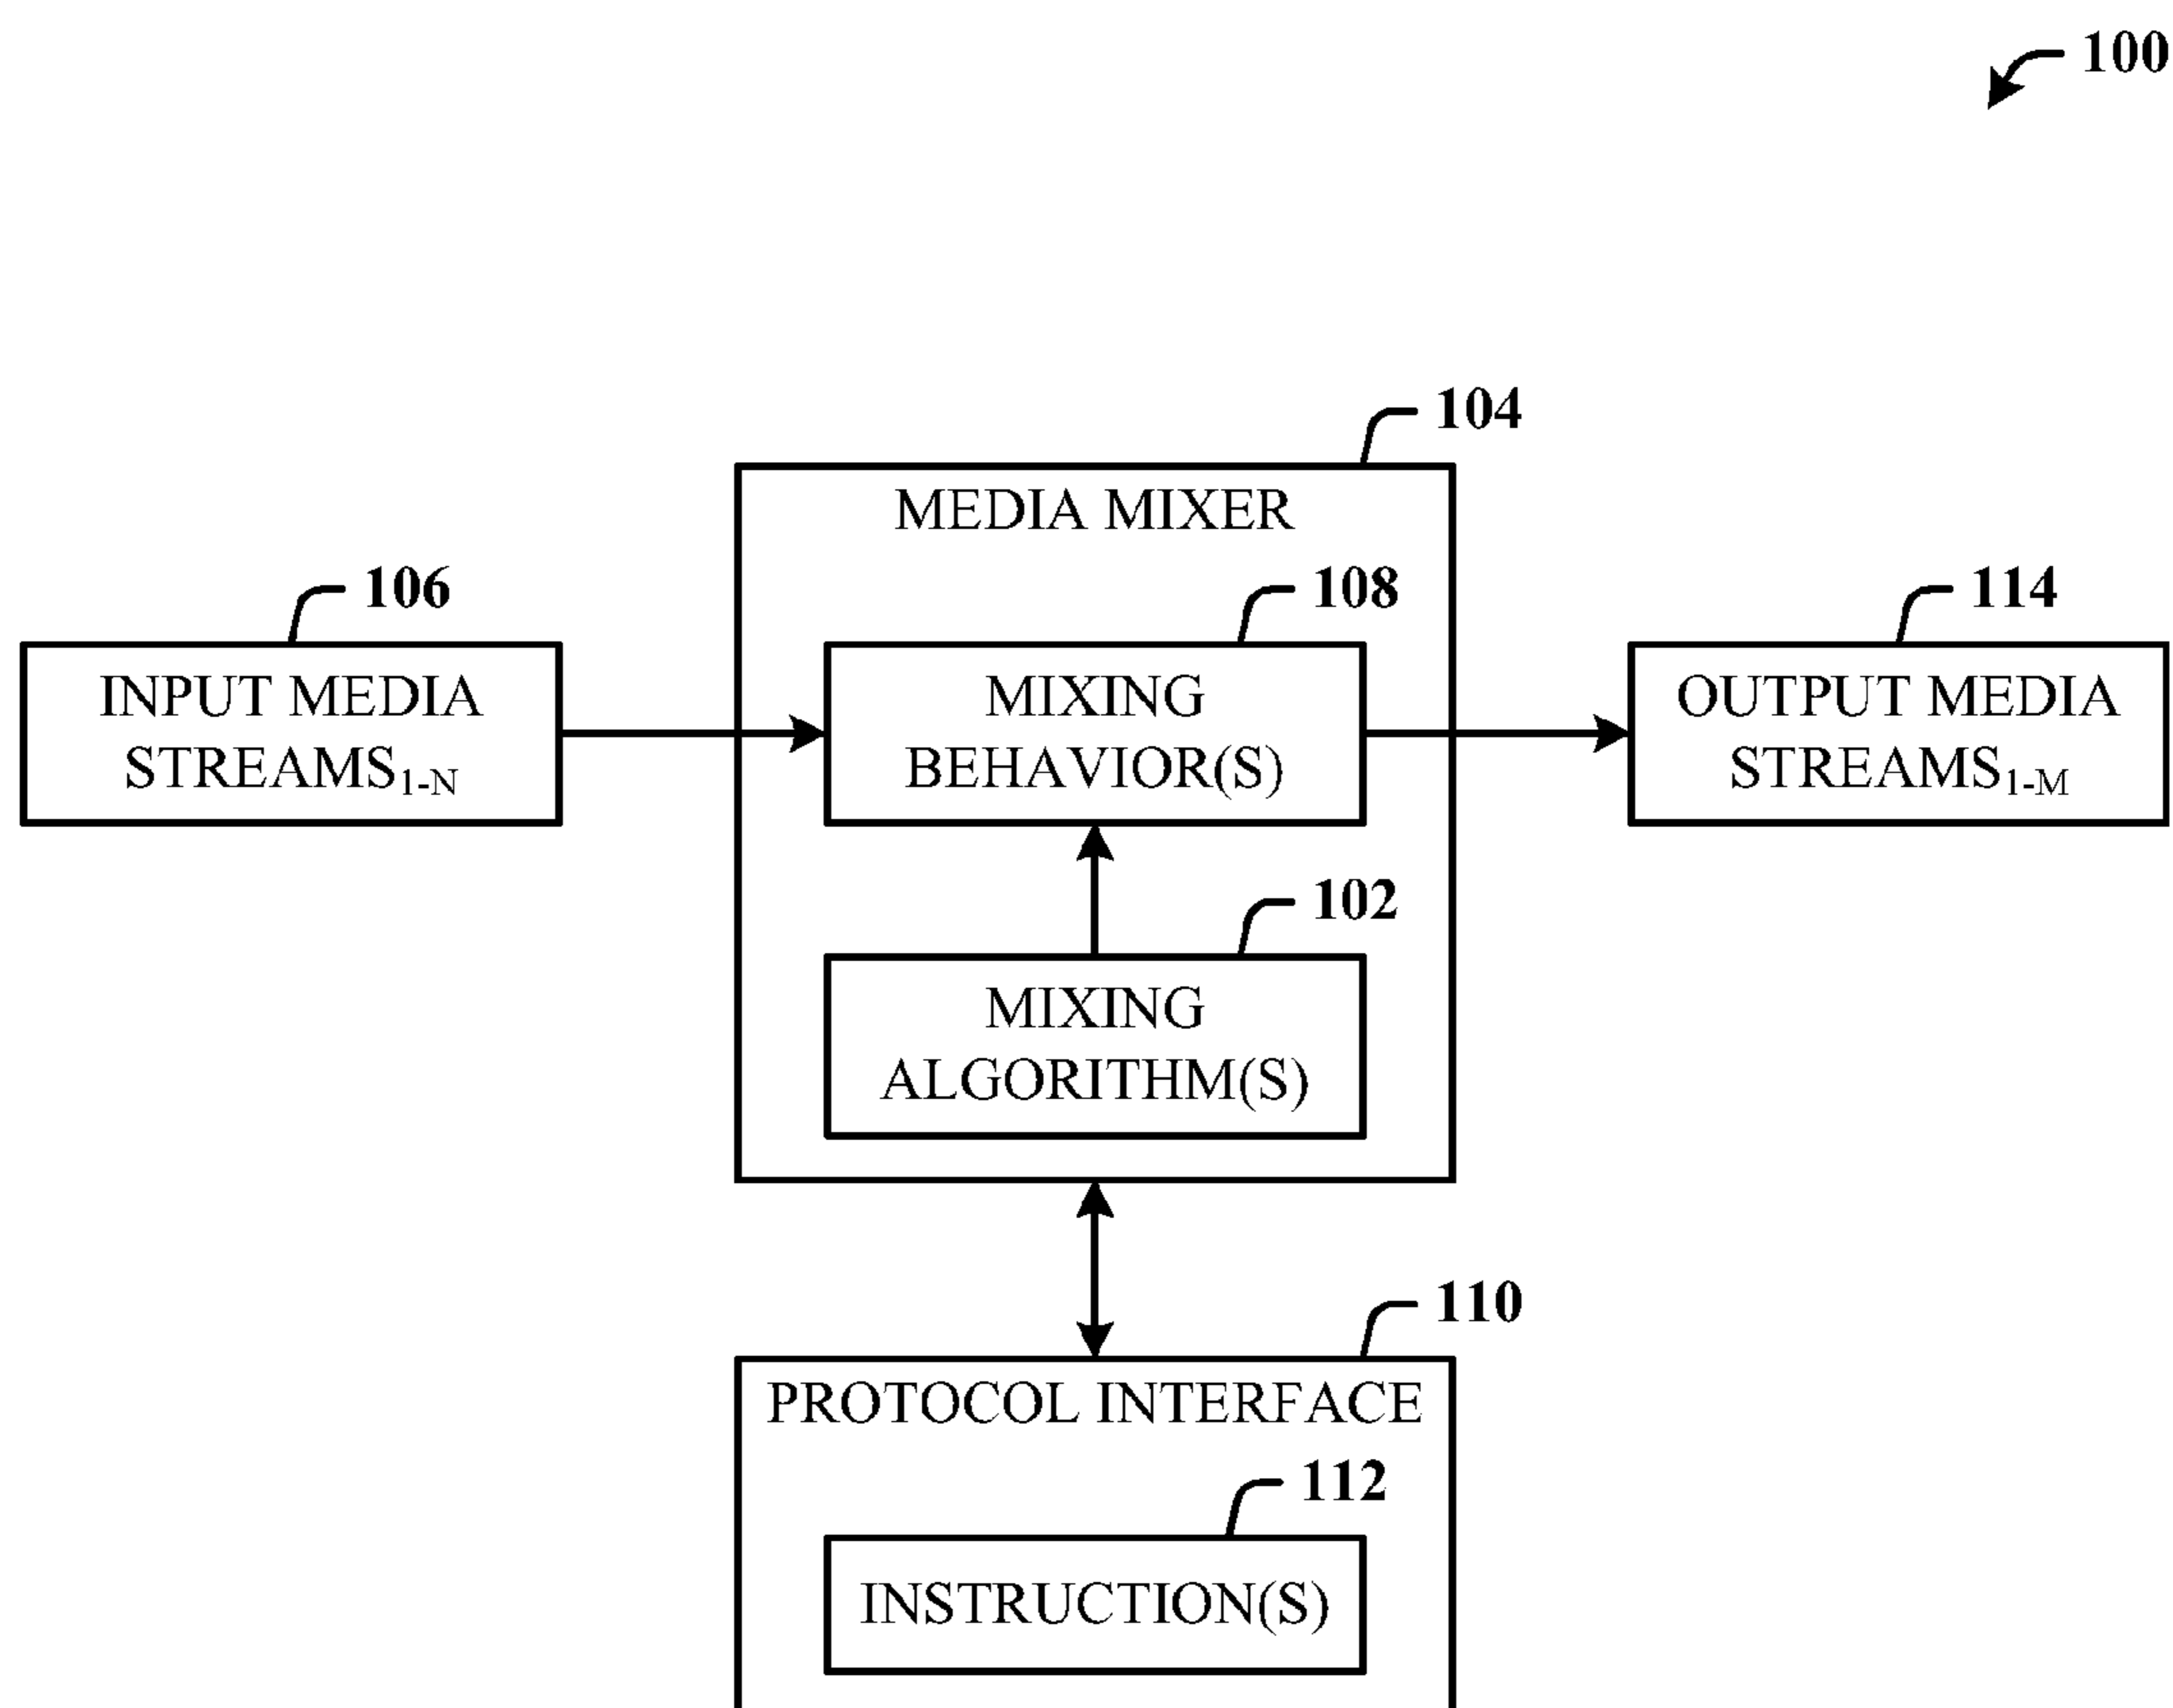 100
104
MEDIA MIXER
106
108
114
INPUT MEDIA
STREAMS1-N
MIXING
BEHAVIOR(S)
OUTPUT MEDIA
STREAMS1-M
102
MIXING
ALGORITHM(S)
110
PROTOCOL INTERFACE
112
INSTRUCTION(S)